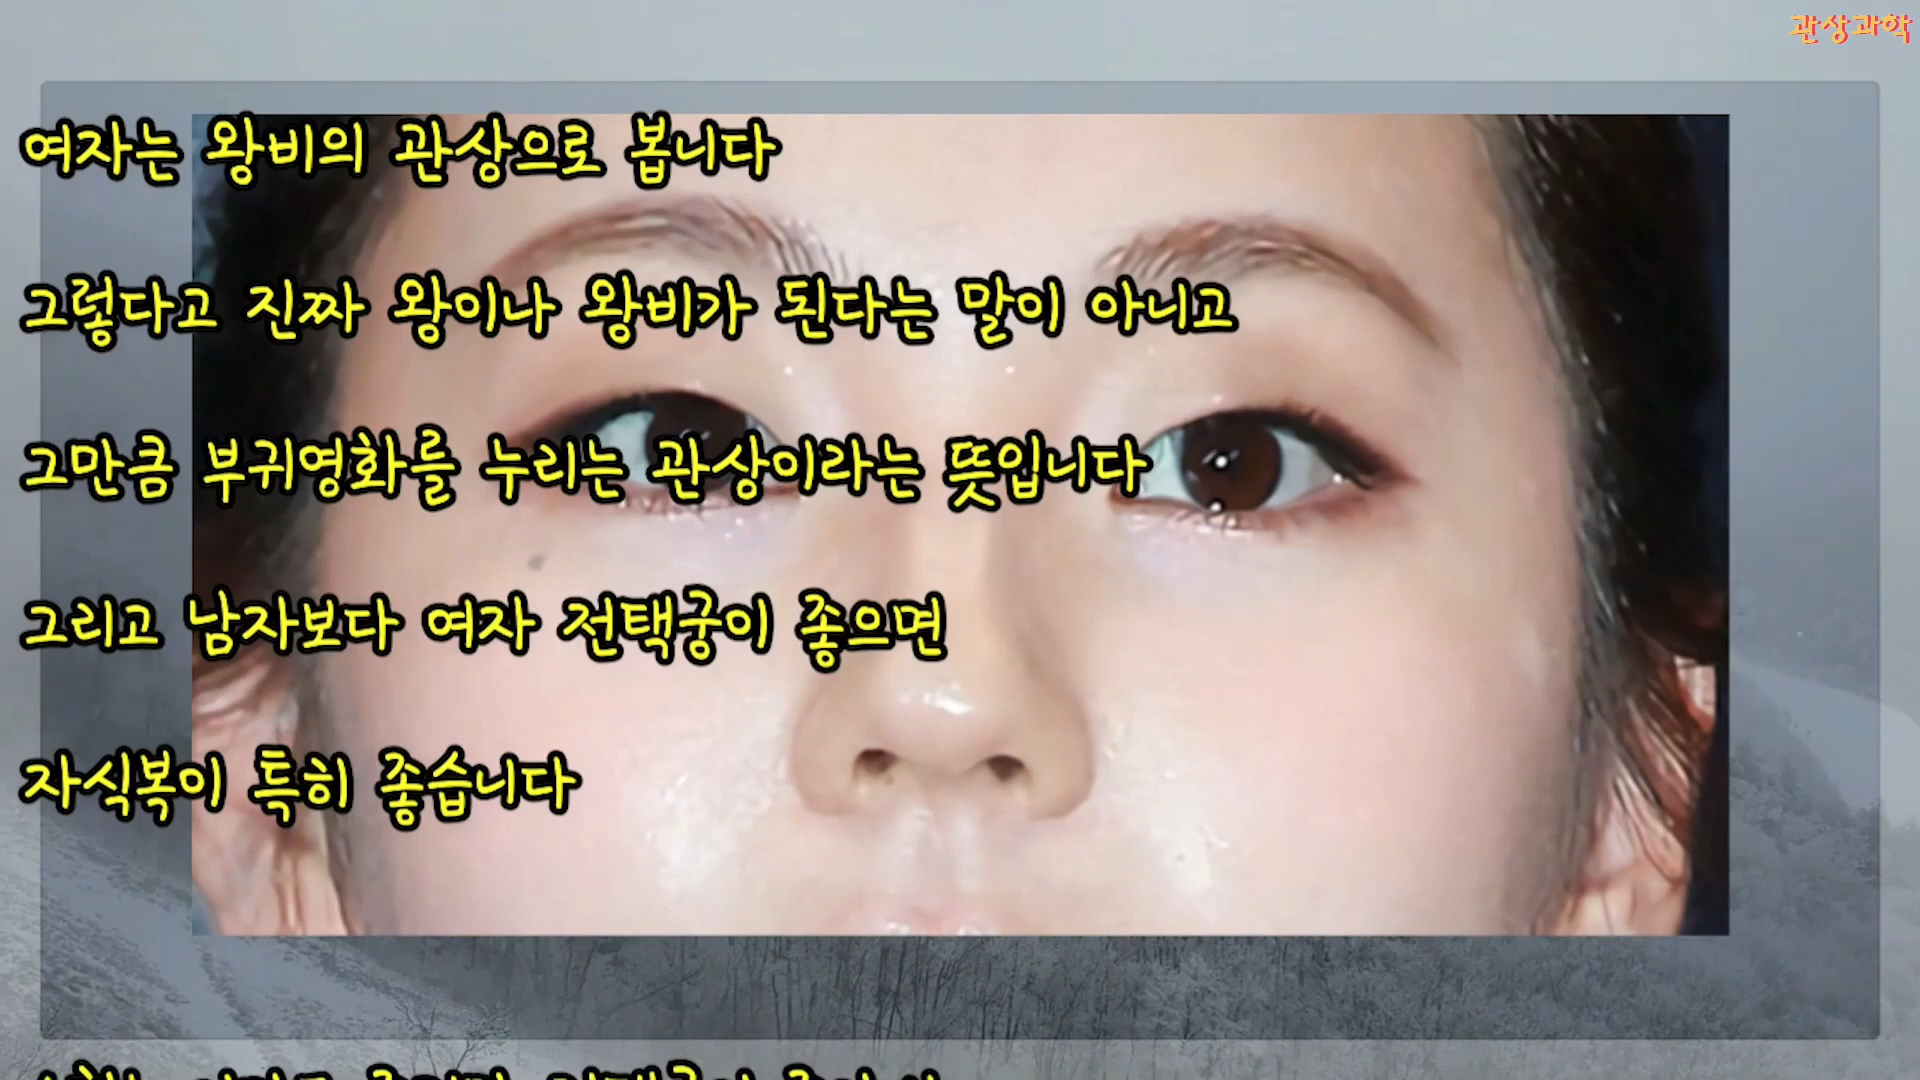 관상과학
여자는 왕비의 관상으로 봅니다
그렇다고 진짜 왕이나 왕비가 된다는 말이 아니고
그만큼 부귀영화를 누리는 관상이라는 뜻입니다
그리고 남자보다 여자 전택궁이 좋으면
자식복이 특히 좋습니다